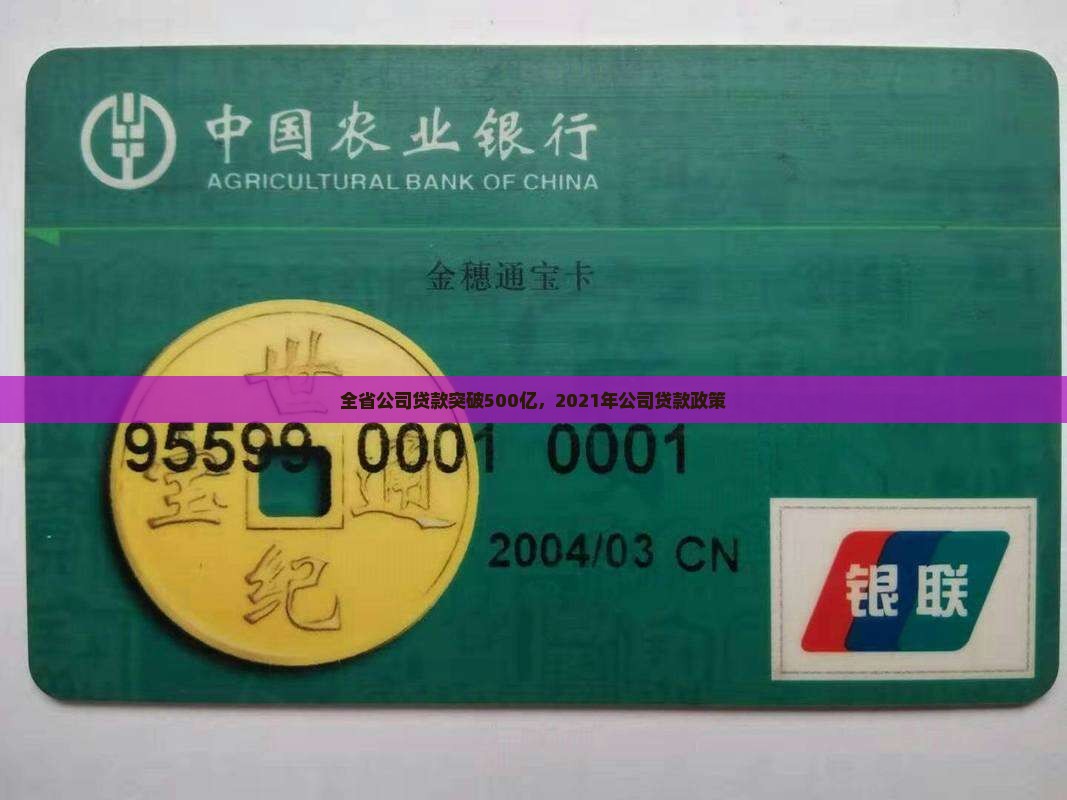 中国农业银行
AGRICULTURAL BANK OF CHINA
金穗通宝卡
世
全省公司贷款突破500亿，2021年公司贷款政策
95599 0001 0001
宝 通
纪
2004/03 CN
银联